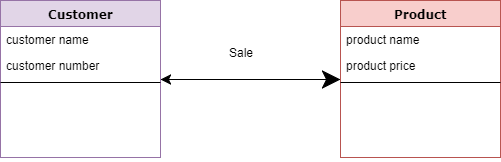 Customer
customer name
customer number
Sale
Product
product name
product price